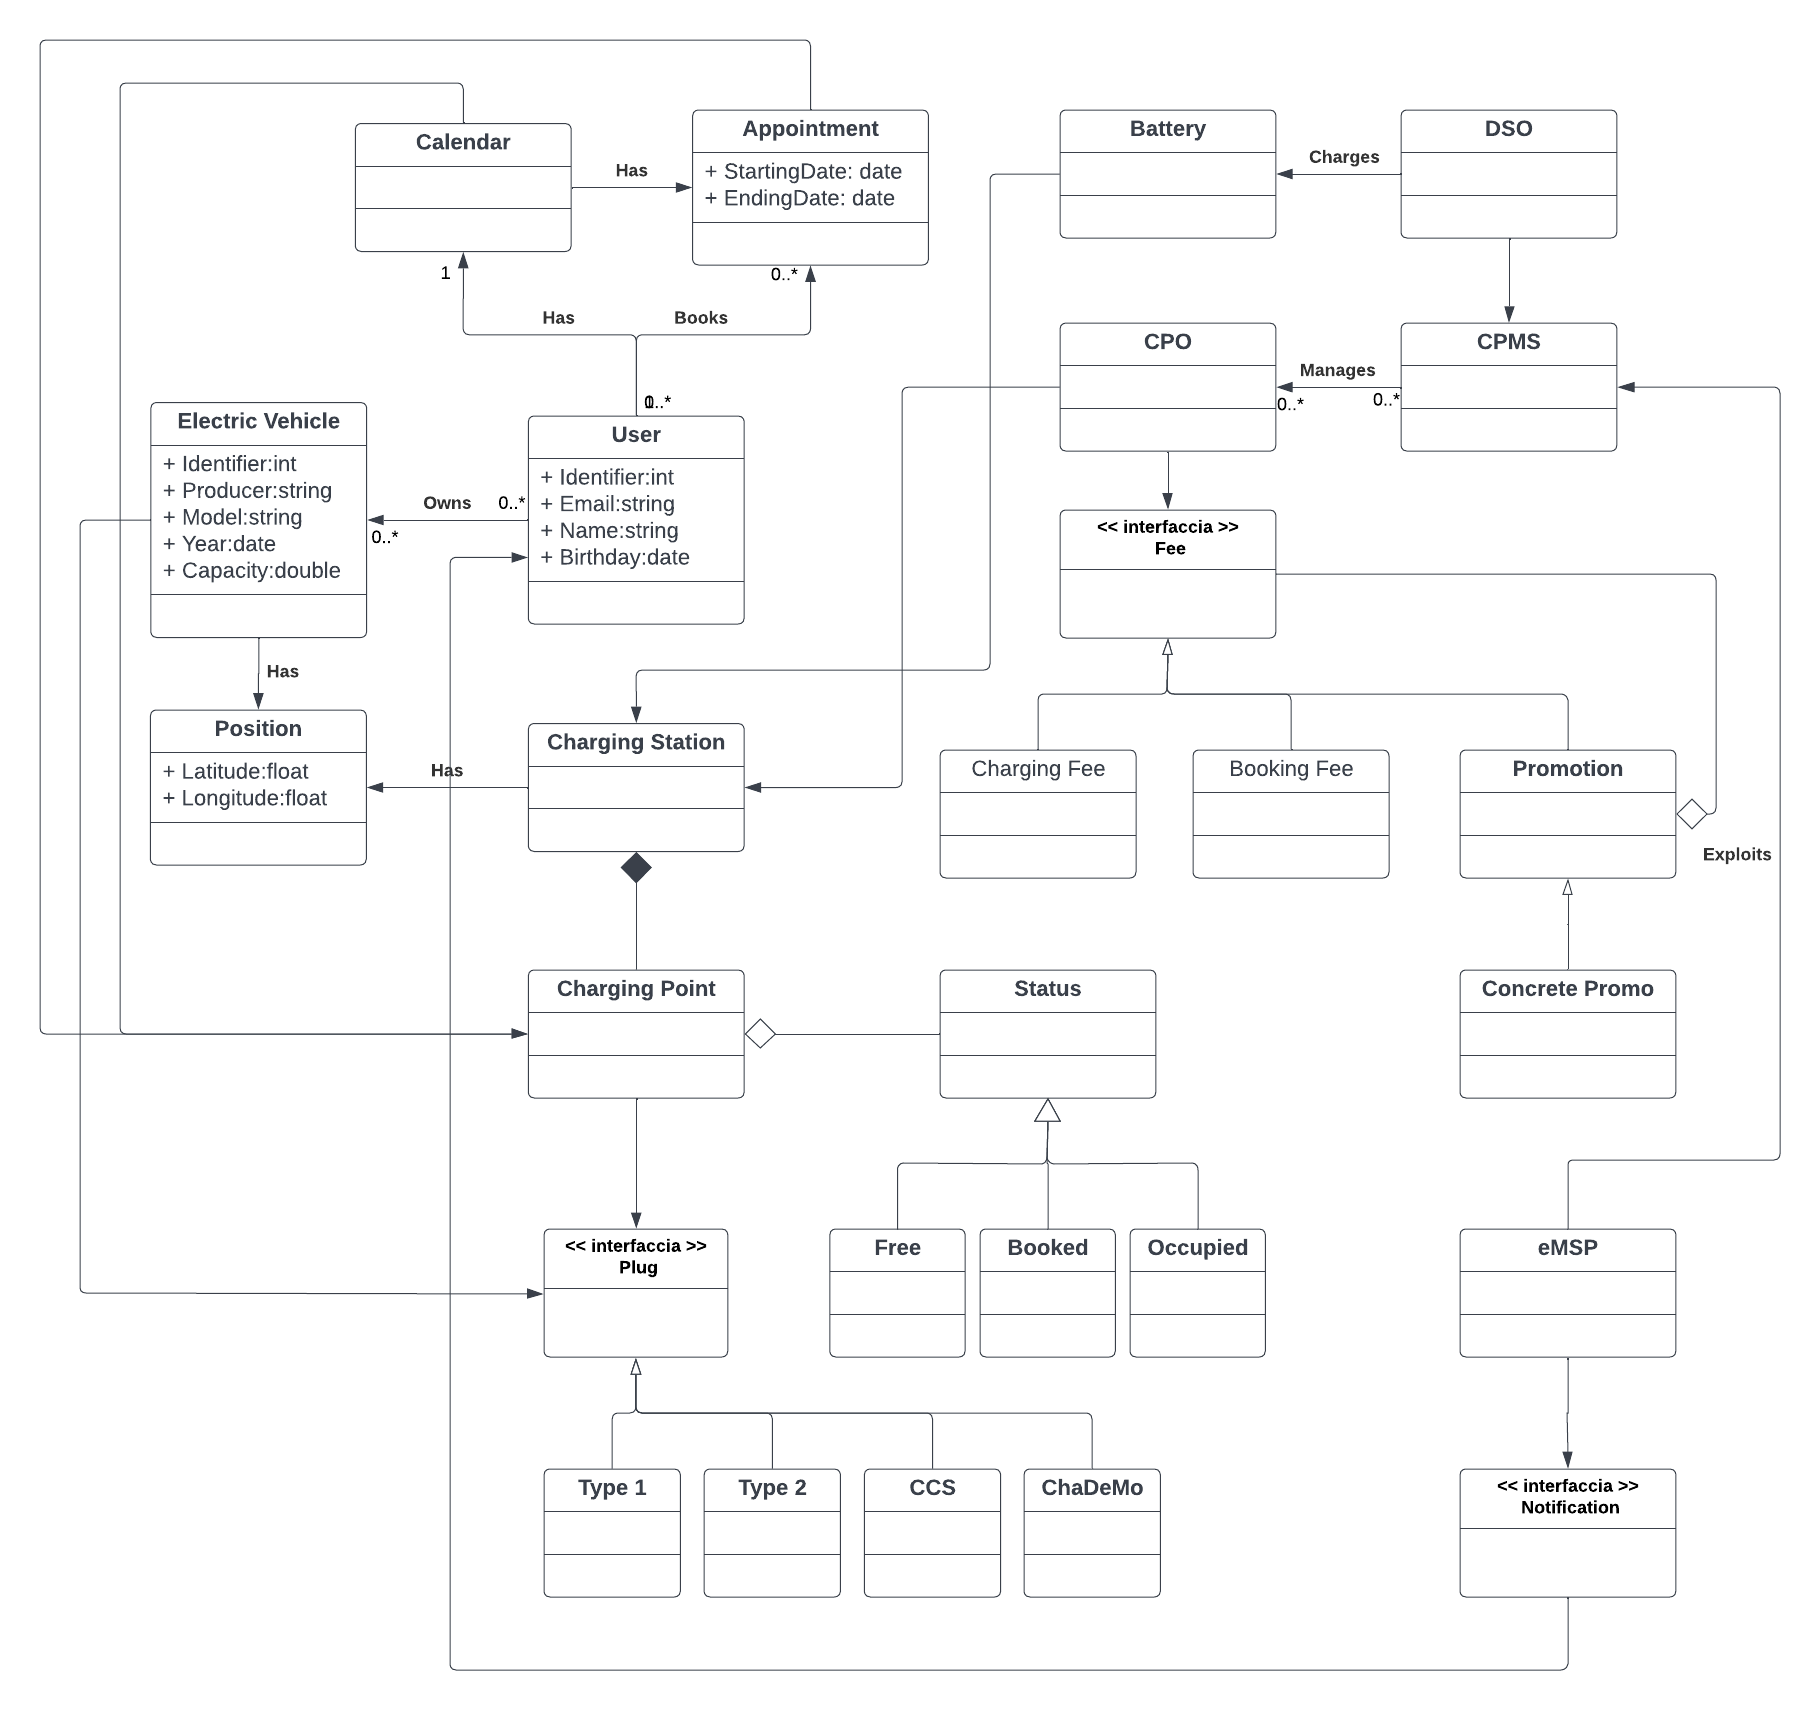 Calendar
Has
Appointment
+ StartingDate: date
+ EndingDate: date
Battery
Charges
DSO
1
0..*
Has
Books
CPO
Manages
0..*
0..*
CPMS
0..*
Electric Vehicle
+ Identifier:int
+ Producer:string
+ Model:string
+ Year:date
+ Capacity:double
Owns
0..*
0..*
User
+ Identifier:int
+ Email:string
+ Name:string
+ Birthday:date
<< interfaccia >>
Fee
Has
Position
+ Latitude:float
+ Longitude:float
Has
Charging Station
Charging Fee
Booking Fee
Promotion
Exploits
Charging Point
Status
Concrete Promo
<< interfaccia >>
Plug
Free
Booked
Occupied
eMSP
Type 1
Type 2
CCS
ChaDeMo
<< interfaccia >>
Notification